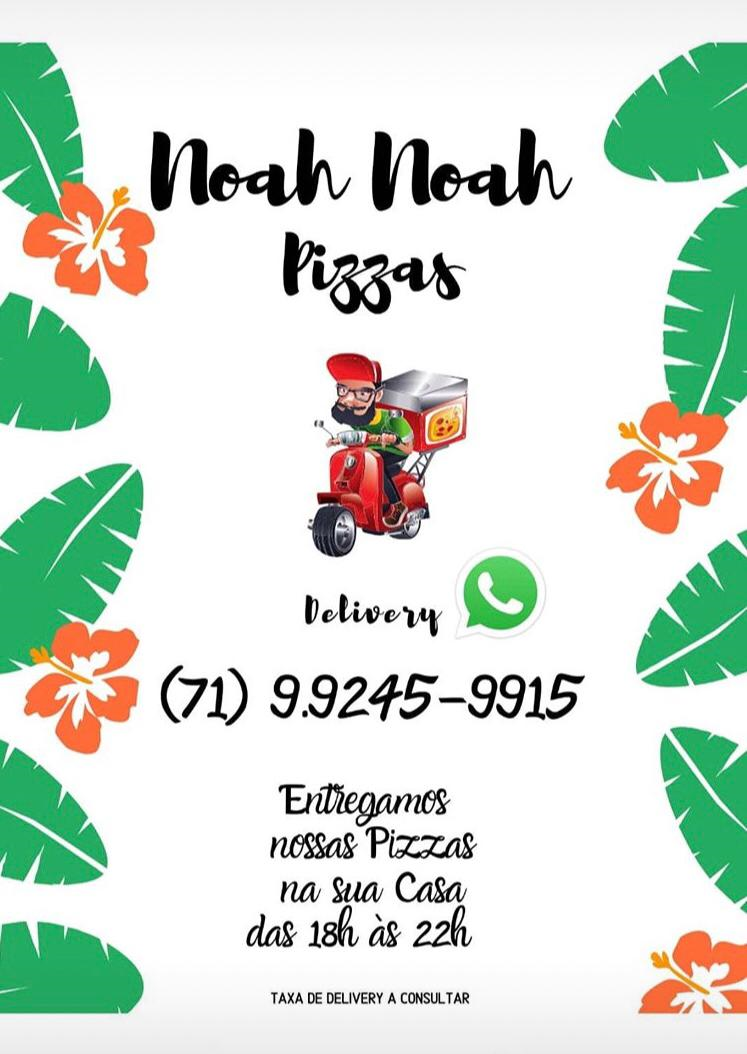 Noah Noah
Pizzas
Delivery
(71) 9.9245-9915
Entregamos
nossas Pizzas
na sua Casa
das 18h às 22h
TAXA DE DELIVERY A CONSULTAR